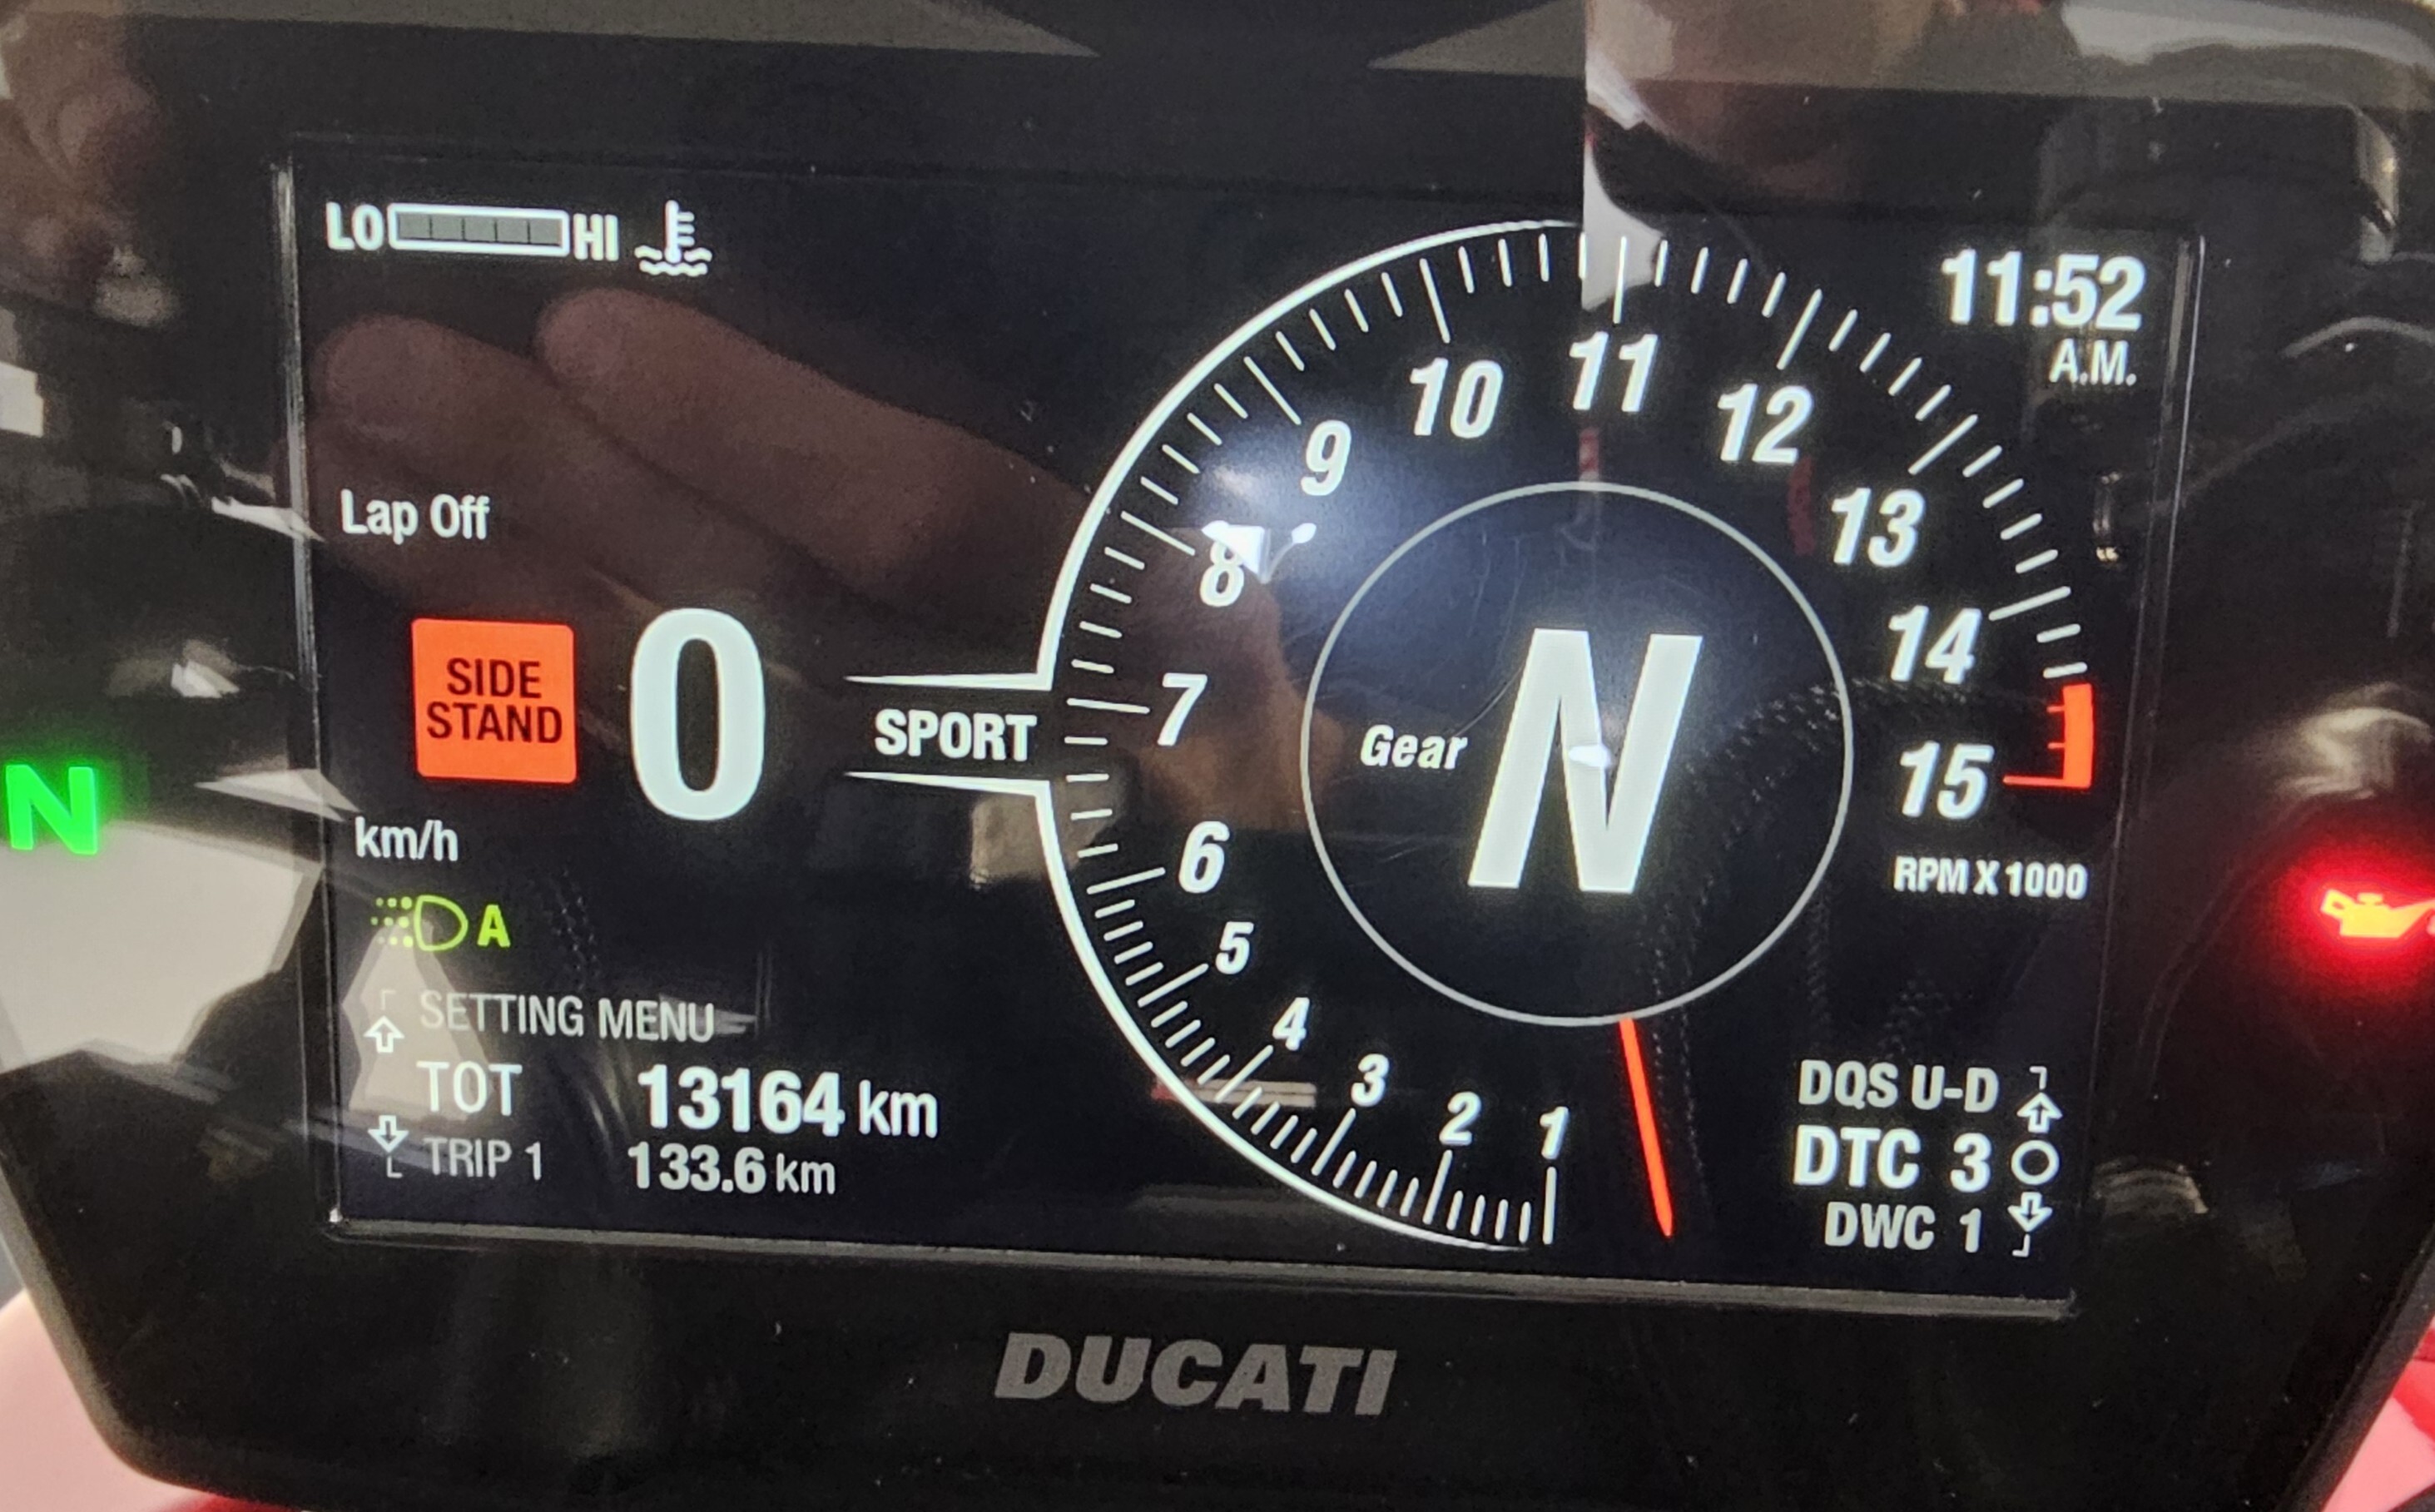 LO HI
11:52
A.M.
Lap Off
SIDE
STAND
0
km/h
A
SETTING MENU
TOT 13164 km
TRIP 1 133.6 km
SPORT
1
2
3
4
5
6
7
8
9
10
11
12
13
14
15
RPM X 1000
Gear N
N
DQS U-D
DTC 3
DWC 1
DUCATI